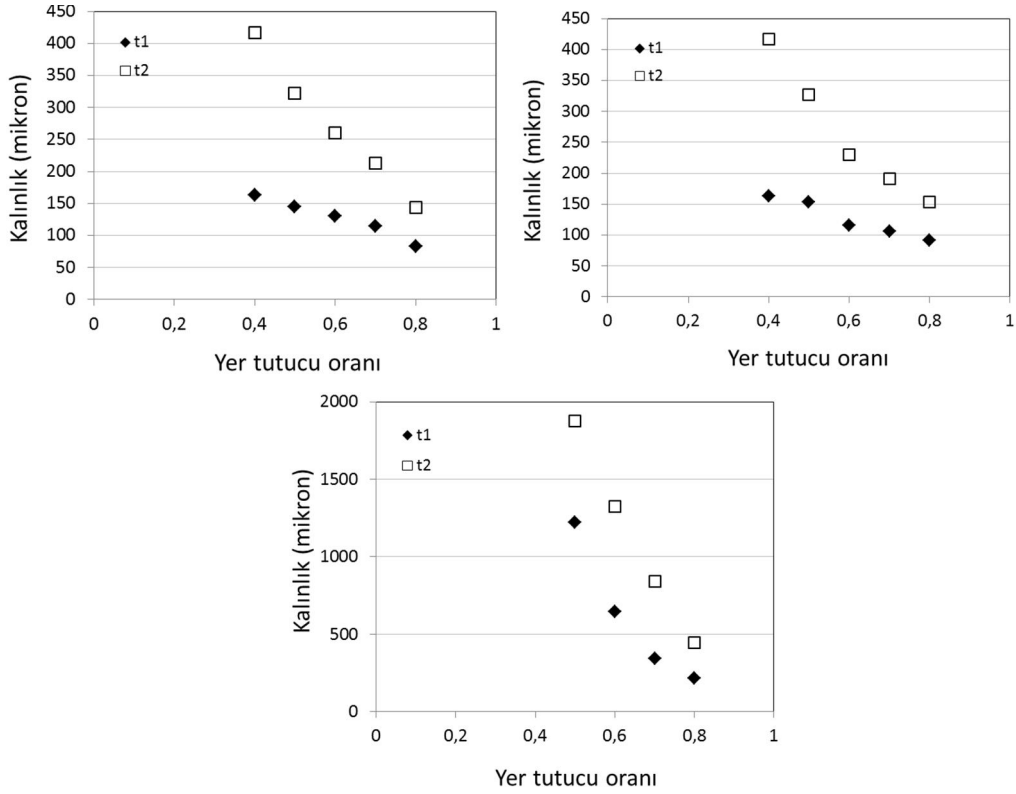 Kalınlık (mikron)
450
400
350
300
250
200
150
100
50
0
t1
t2
0 0,2 0,4 0,6 0,8 1
Yer tutucu oranı
Kalınlık (mikron)
450
400
350
300
250
200
150
100
50
0
t1
t2
0 0,2 0,4 0,6 0,8 1
Yer tutucu oranı
Kalınlık (mikron)
2000
1500
1000
500
0
t1
t2
0 0,2 0,4 0,6 0,8 1
Yer tutucu oranı